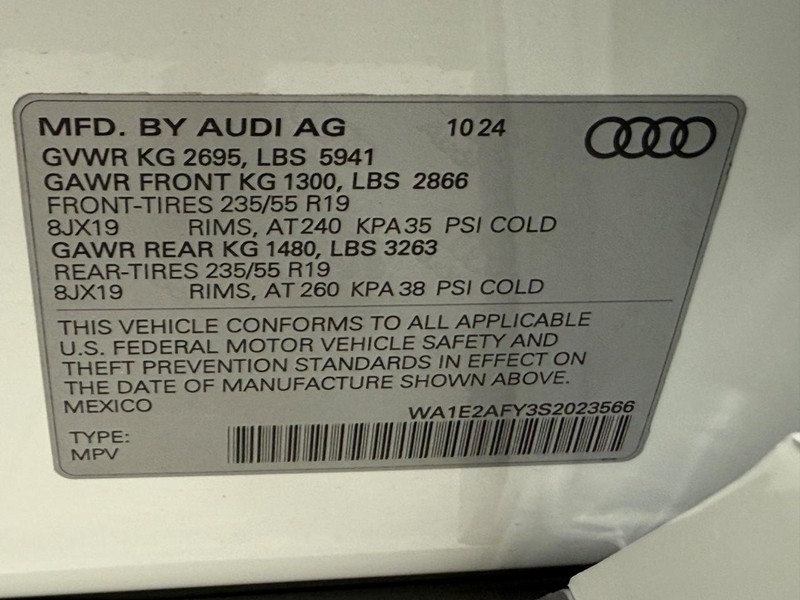 MFD. BY AUDI AG 10 24
GVWR KG 2695, LBS 5941
GAWR FRONT KG 1300, LBS 2866
FRONT-TIRES 235/55 R19
8JX19 RIMS, AT 240 KPA 35 PSI COLD
GAWR REAR KG 1480, LBS 3263
REAR-TIRES 235/55 R19
8JX19 RIMS, AT 260 KPA 38 PSI COLD
THIS VEHICLE CONFORMS TO ALL APPLICABLE
U.S. FEDERAL MOTOR VEHICLE SAFETY AND
THEFT PREVENTION STANDARDS IN EFFECT ON
THE DATE OF MANUFACTURE SHOWN ABOVE.
MEXICO WA1E2AFY3S2023566
TYPE:
MPV